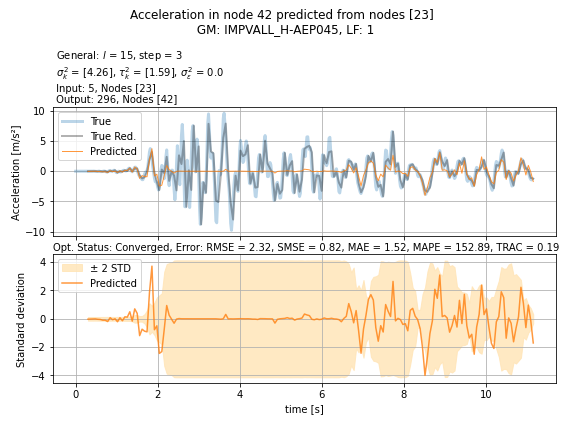 Acceleration in node 42 predicted from nodes [23]
GM: IMPVALL_H-AEP045, LF: 1
General: l = 15, step = 3
σ²ₖ = [4.26], τ²ₖ = [1.59], σ²ₑ = 0.0
Input: 5, Nodes [23]
Output: 296, Nodes [42]
10
5
0
−5
−10
Acceleration [m/s²]
True
True Red.
Predicted
Opt. Status: Converged, Error: RMSE = 2.32, SMSE = 0.82, MAE = 1.52, MAPE = 152.89, TRAC = 0.19
4
2
0
−2
−4
Standard deviation
± 2 STD
Predicted
0 2 4 6 8 10
time [s]